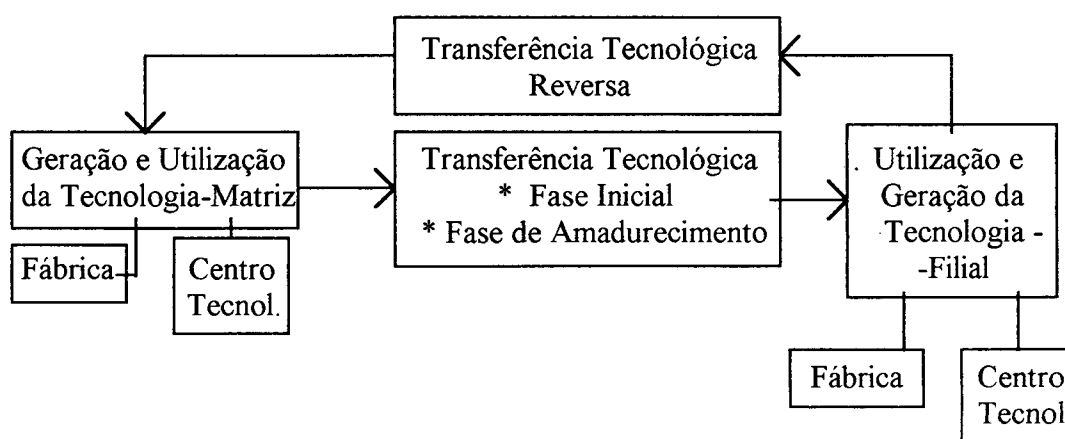 Transferência Tecnológica
Reversa
Geração e Utilização
da Tecnologia-Matriz
Fábrica
Centro
Tecnol.
Transferência Tecnológica
* Fase Inicial
* Fase de Amadurecimento
Utilização e
Geração da
Tecnologia -
-Filial
Fábrica
Centro
Tecnol